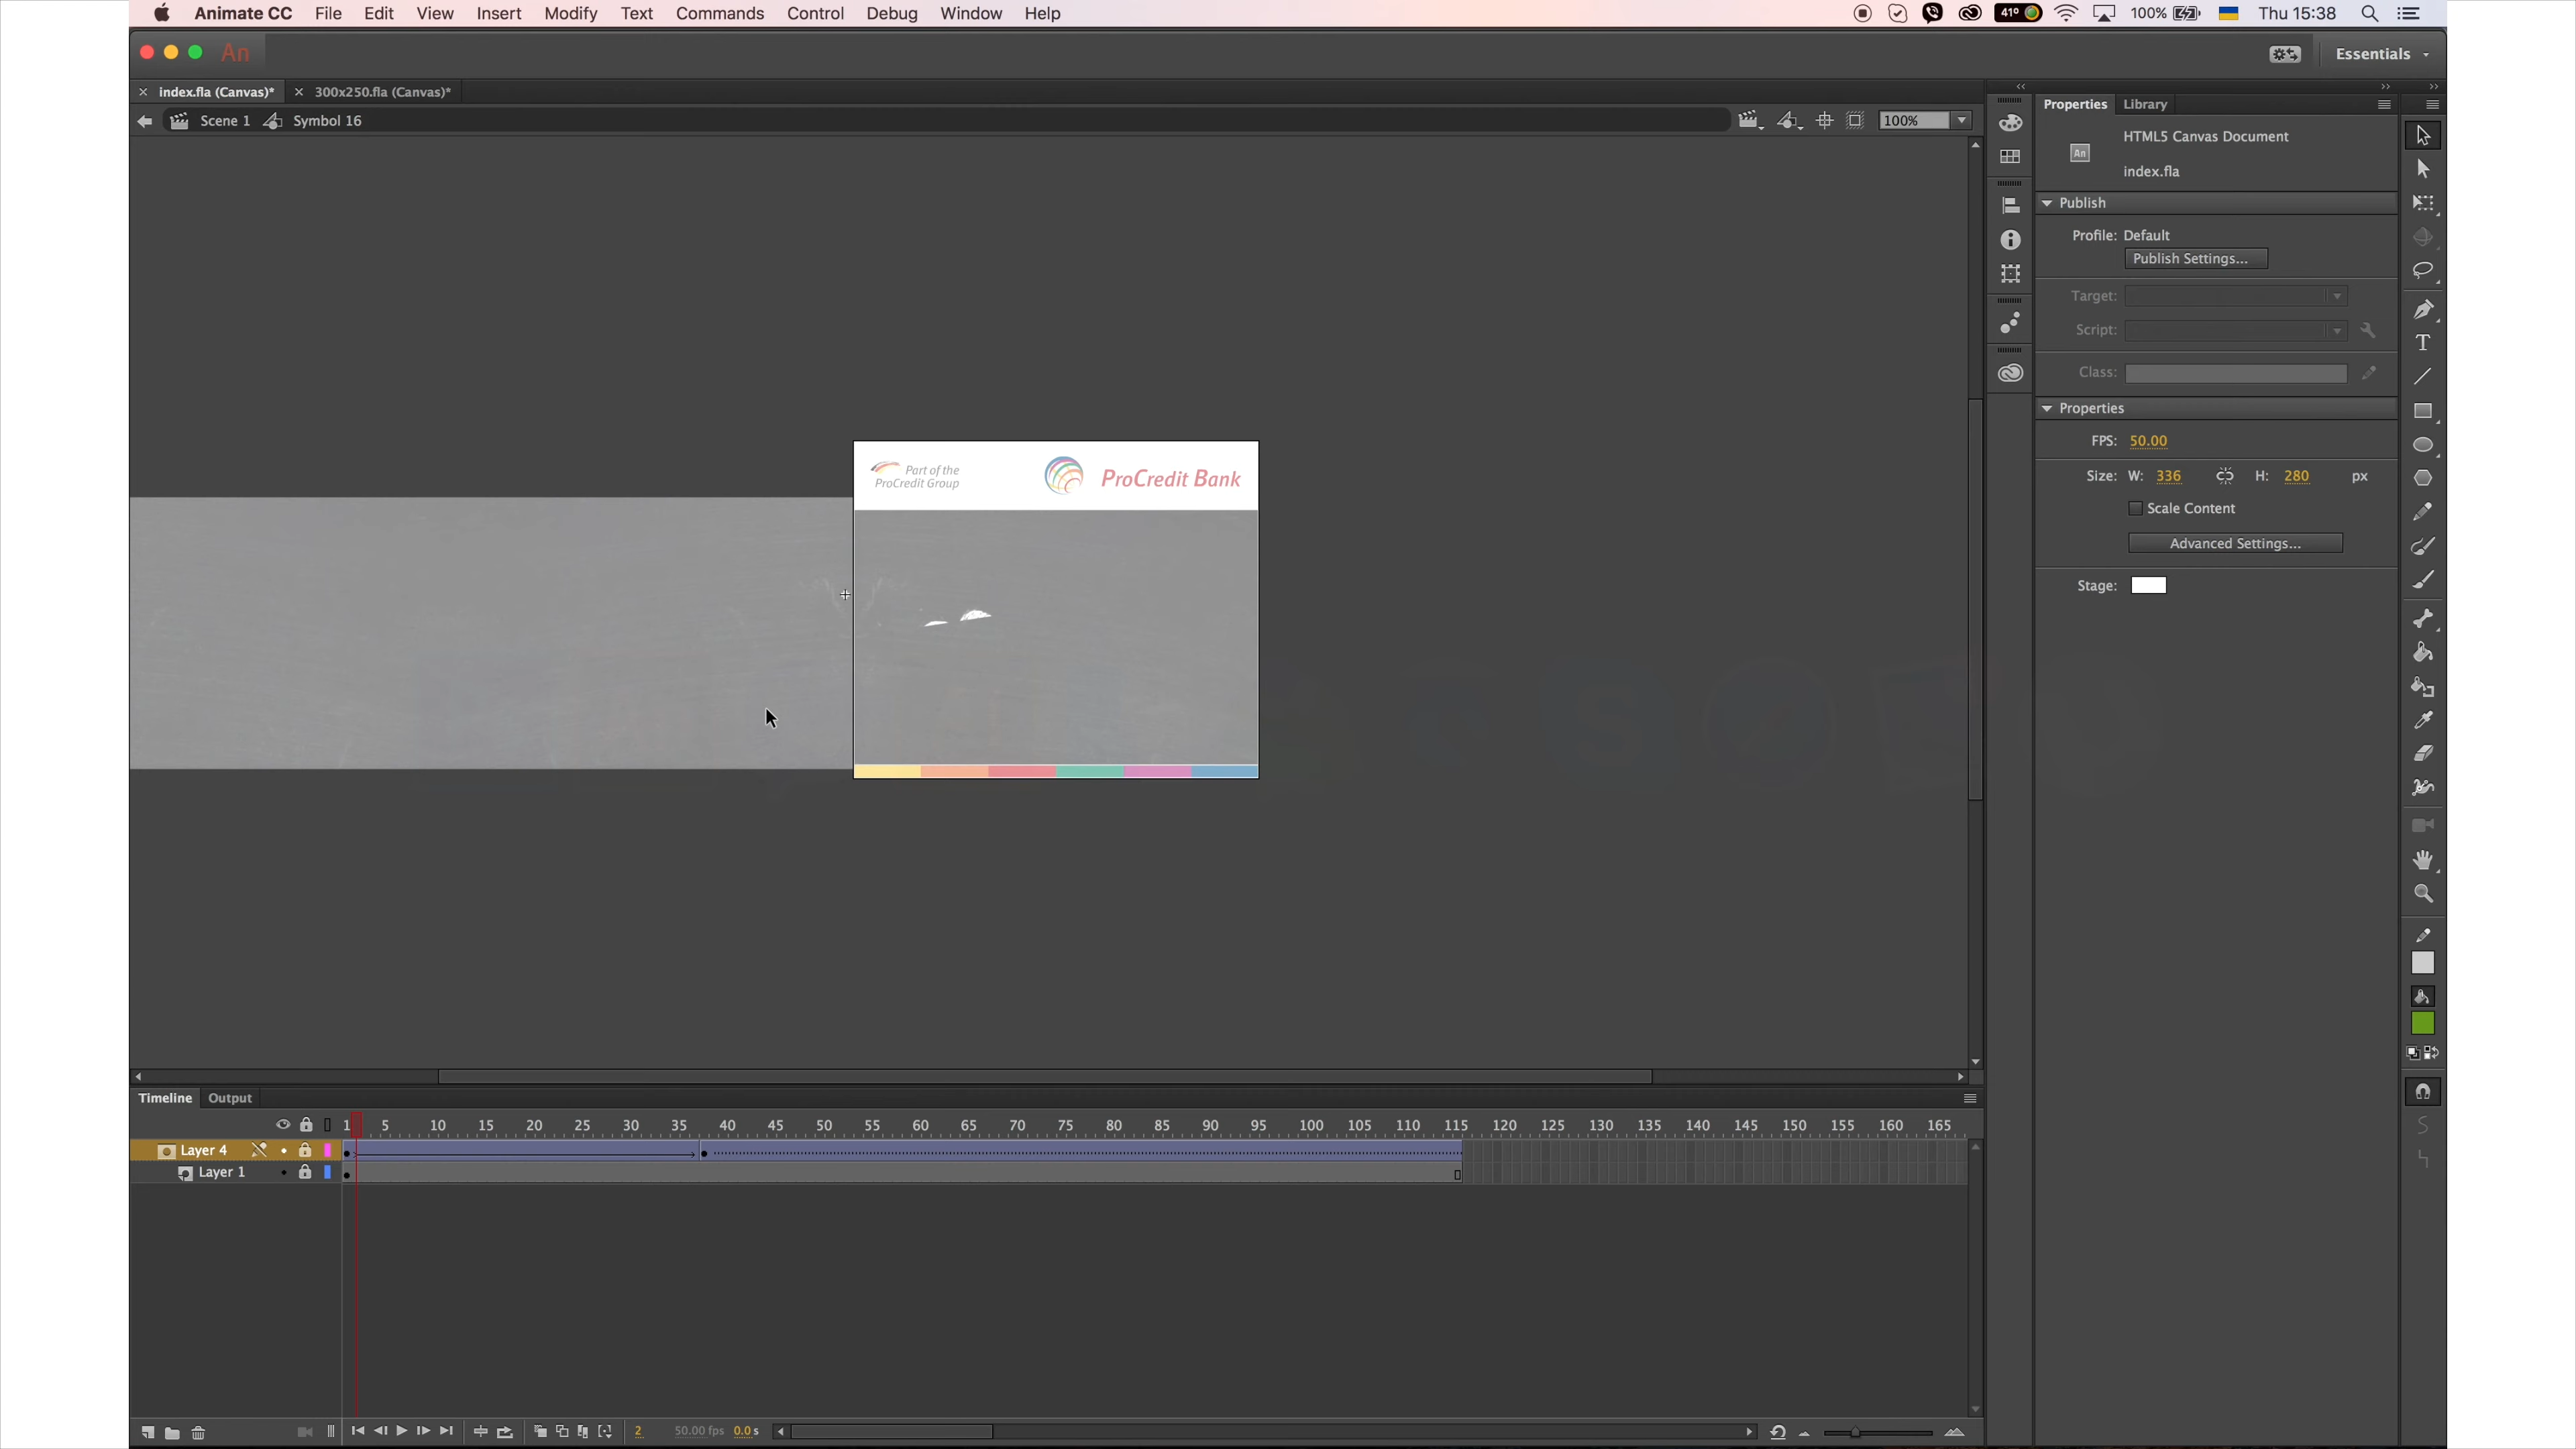 Animate CC File Edit View Insert Modify Text Commands Control Debug Window Help
41° 100% Thu 15:38
An Essentials
index.fla (Canvas)* 300x250.fla (Canvas)*
Scene 1 Symbol 16 100%
Part of the
ProCredit Group
ProCredit Bank
Properties Library
HTML5 Canvas Document
An
index.fla
Publish
Profile: Default
Publish Settings...
Target:
Script:
Class:
Properties
FPS: 50.00
Size: W: 336 H: 280 px
Scale Content
Advanced Settings...
Stage:
T
Timeline Output
1 5 10 15 20 25 30 35 40 45 50 55 60 65 70 75 80 85 90 95 100 105 110 115 120 125 130 135 140 145 150 155 160 165
Layer 4
Layer 1
2 50.00 fps 0.0 s